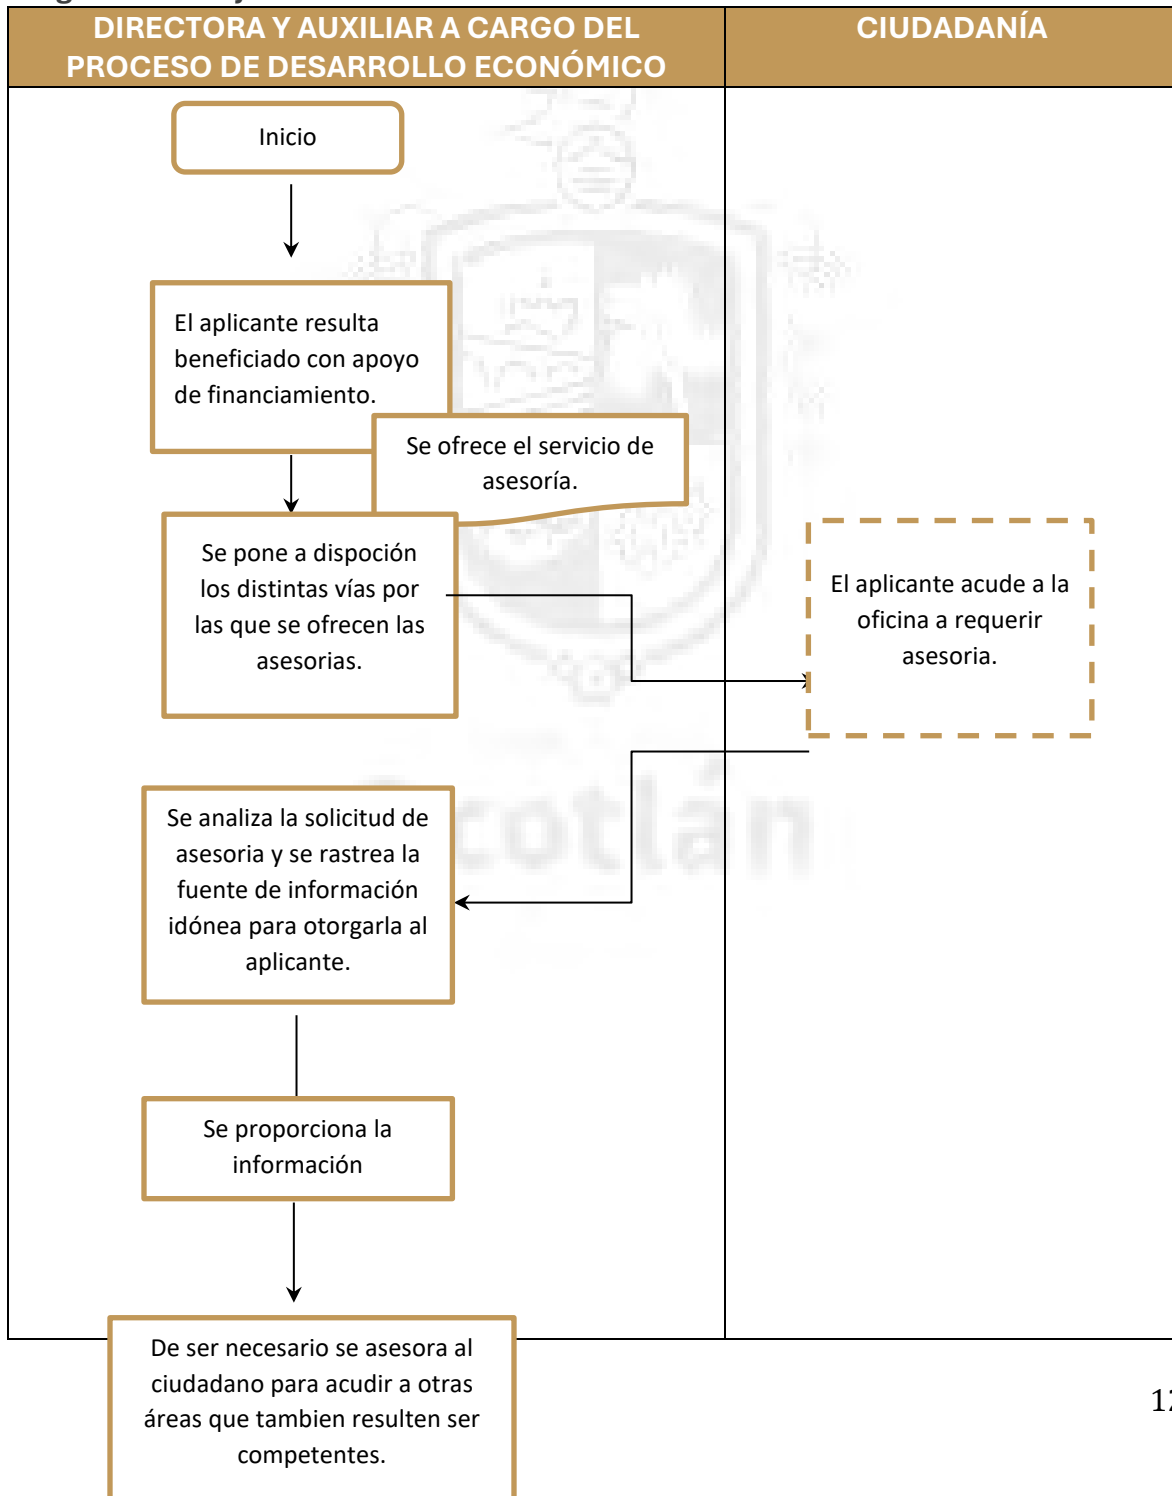 DIRECTORA Y AUXILIAR A CARGO DEL
PROCESO DE DESARROLLO ECONÓMICO
CIUDADANÍA
Inicio
El aplicante resulta
beneficiado con apoyo
de financiamiento.
Se ofrece el servicio de
asesoría.
Se pone a dispoción
los distintas vías por
las que se ofrecen las
asesorias.
El aplicante acude a la
oficina a requerir
asesoria.
cotlán
Se analiza la solicitud de
asesoria y se rastrea la
fuente de información
idónea para otorgarla al
aplicante.
Se proporciona la
información
De ser necesario se asesora al
ciudadano para acudir a otras
áreas que tambien resulten ser
competentes.